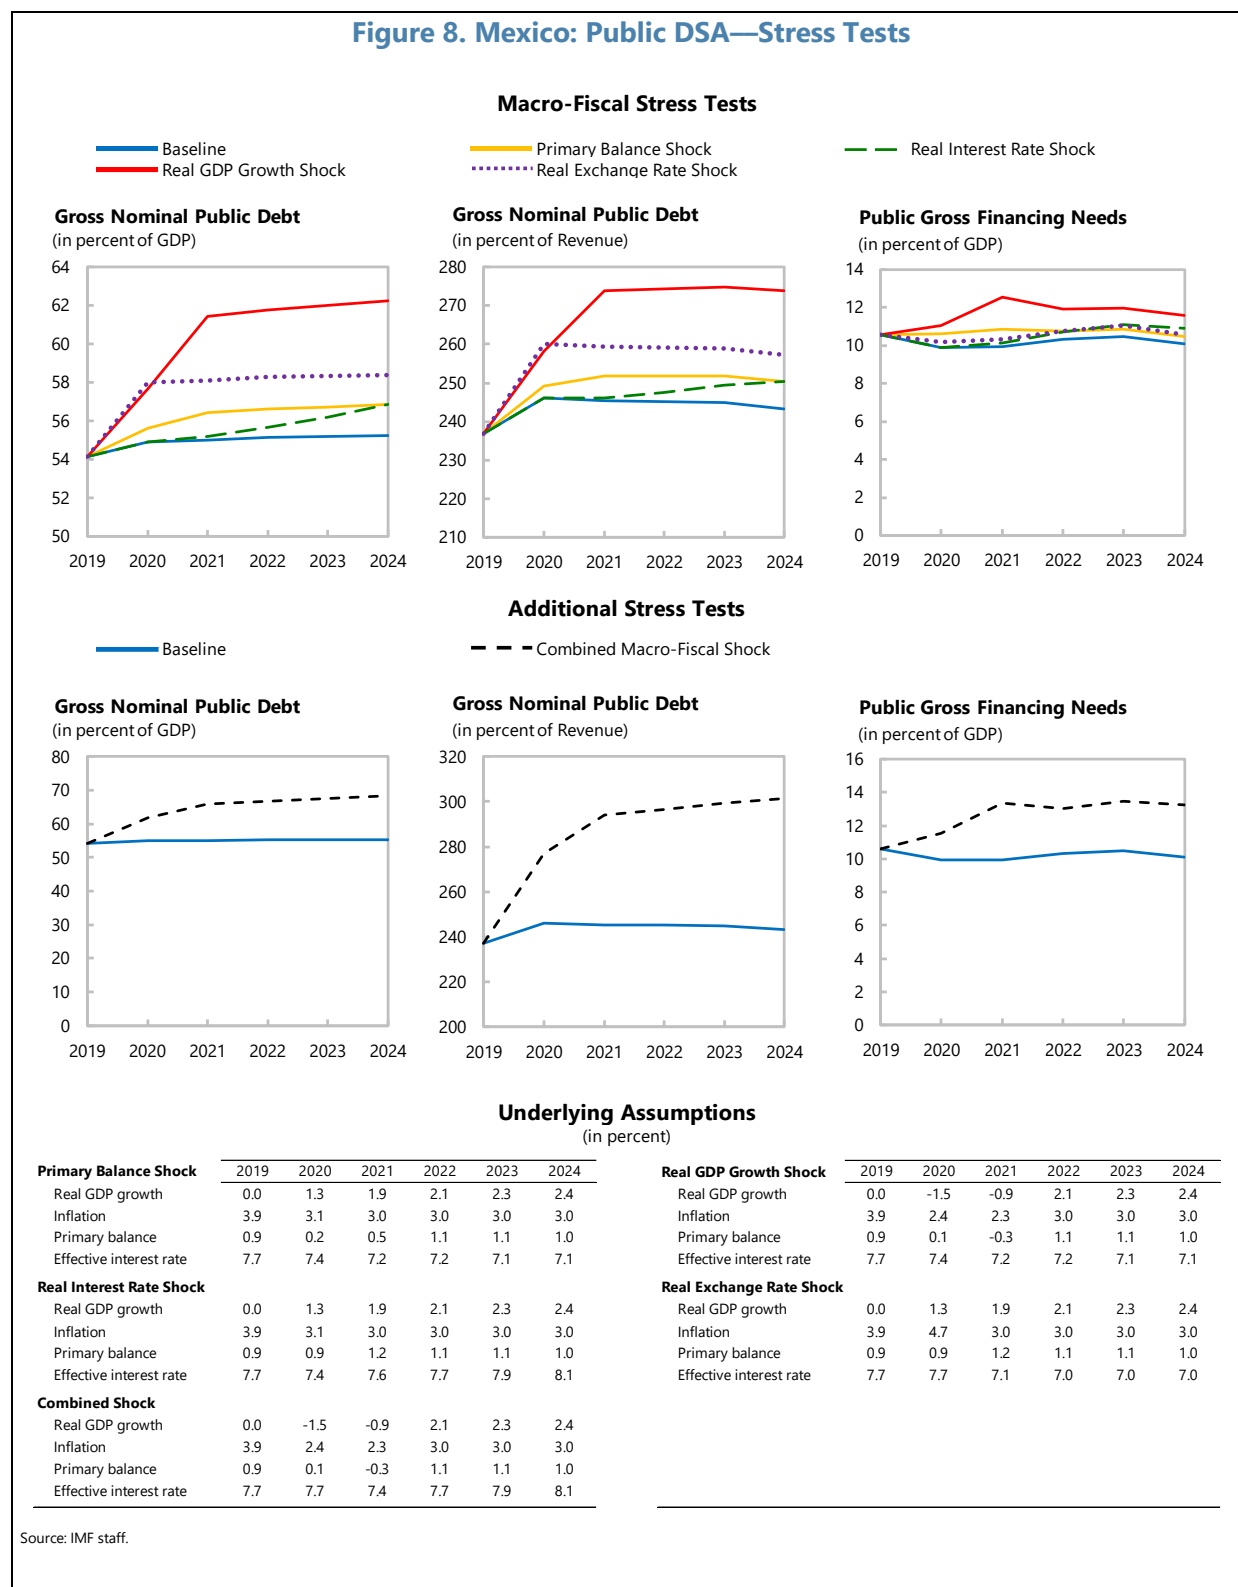 Figure 8. Mexico: Public DSA—Stress Tests
Macro-Fiscal Stress Tests
Baseline Primary Balance Shock Real Interest Rate Shock
Real GDP Growth Shock Real Exchange Rate Shock
Gross Nominal Public Debt
(in percent of GDP)
64
62
60
58
56
54
52
50
2019 2020 2021 2022 2023 2024
Gross Nominal Public Debt
(in percent of Revenue)
280
270
260
250
240
230
220
210
2019 2020 2021 2022 2023 2024
Public Gross Financing Needs
(in percent of GDP)
14
12
10
8
6
4
2
0
2019 2020 2021 2022 2023 2024
Additional Stress Tests
Baseline Combined Macro-Fiscal Shock
Gross Nominal Public Debt
(in percent of GDP)
80
70
60
50
40
30
20
10
0
2019 2020 2021 2022 2023 2024
Gross Nominal Public Debt
(in percent of Revenue)
320
300
280
260
240
220
200
2019 2020 2021 2022 2023 2024
Public Gross Financing Needs
(in percent of GDP)
16
14
12
10
8
6
4
2
0
2019 2020 2021 2022 2023 2024
Underlying Assumptions
(in percent)
Primary Balance Shock 2019 2020 2021 2022 2023 2024
Real GDP growth 0.0 1.3 1.9 2.1 2.3 2.4
Inflation 3.9 3.1 3.0 3.0 3.0 3.0
Primary balance 0.9 0.2 0.5 1.1 1.1 1.0
Effective interest rate 7.7 7.4 7.2 7.2 7.1 7.1
Real Interest Rate Shock
Real GDP growth 0.0 1.3 1.9 2.1 2.3 2.4
Inflation 3.9 3.1 3.0 3.0 3.0 3.0
Primary balance 0.9 0.9 1.2 1.1 1.1 1.0
Effective interest rate 7.7 7.4 7.6 7.7 7.9 8.1
Combined Shock
Real GDP growth 0.0 -1.5 -0.9 2.1 2.3 2.4
Inflation 3.9 2.4 2.3 3.0 3.0 3.0
Primary balance 0.9 0.1 -0.3 1.1 1.1 1.0
Effective interest rate 7.7 7.7 7.4 7.7 7.9 8.1
Real GDP Growth Shock 2019 2020 2021 2022 2023 2024
Real GDP growth 0.0 -1.5 -0.9 2.1 2.3 2.4
Inflation 3.9 2.4 2.3 3.0 3.0 3.0
Primary balance 0.9 0.1 -0.3 1.1 1.1 1.0
Effective interest rate 7.7 7.4 7.2 7.2 7.1 7.1
Real Exchange Rate Shock
Real GDP growth 0.0 1.3 1.9 2.1 2.3 2.4
Inflation 3.9 4.7 3.0 3.0 3.0 3.0
Primary balance 0.9 0.9 1.2 1.1 1.1 1.0
Effective interest rate 7.7 7.7 7.1 7.0 7.0 7.0
Source: IMF staff.